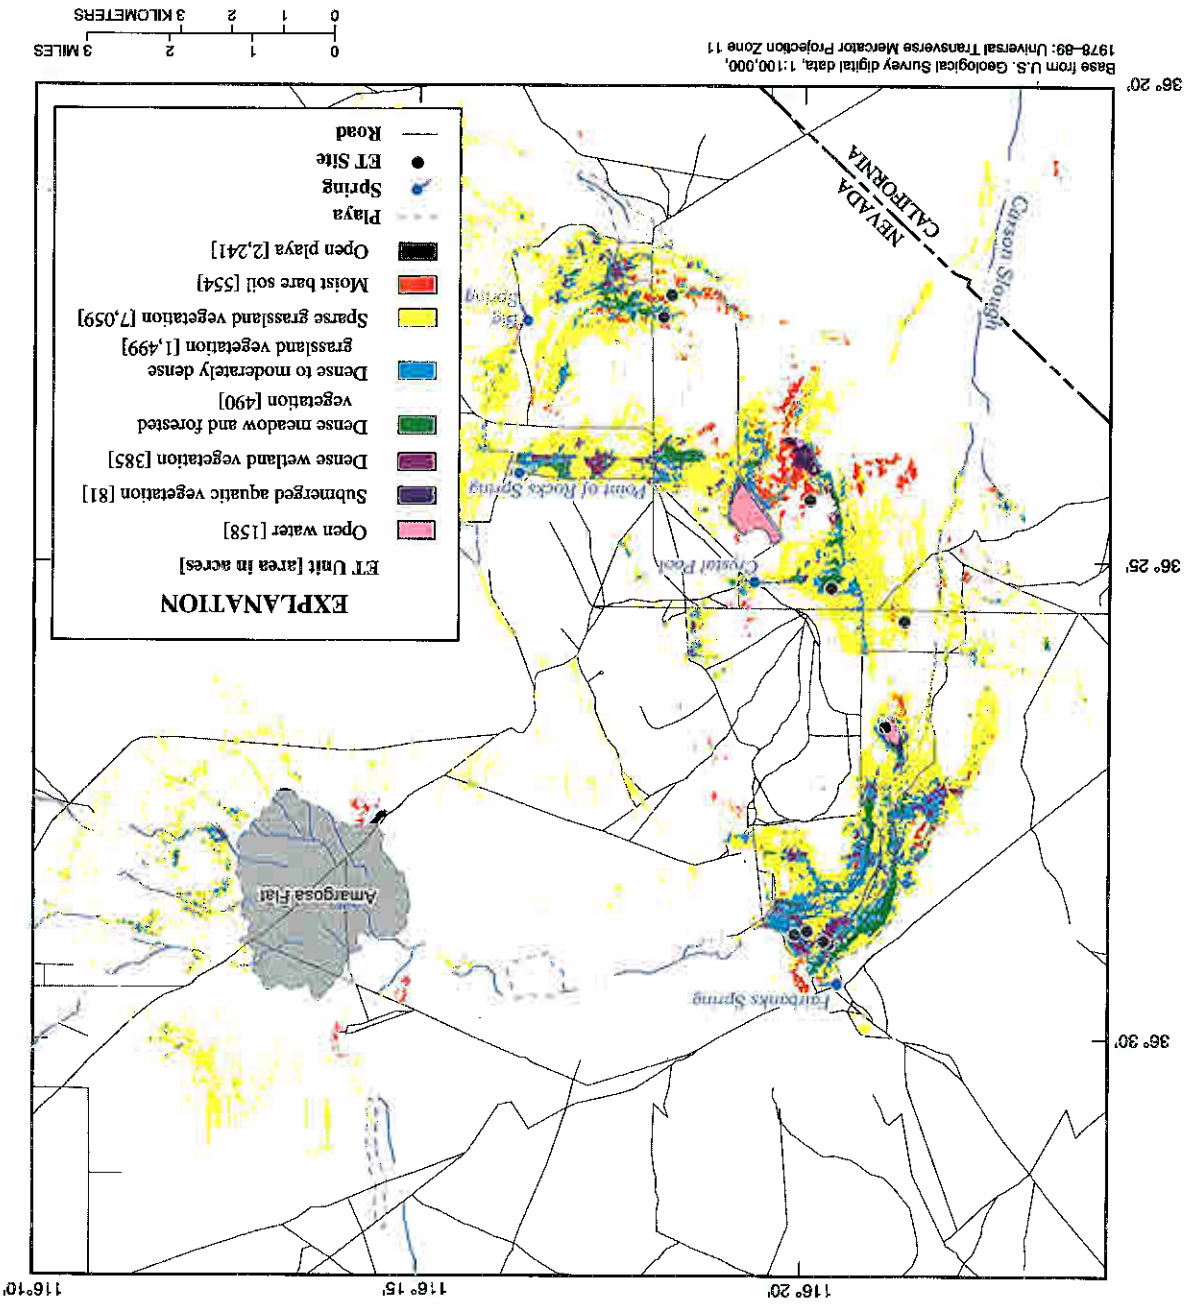 116° 20'
116° 15'
116° 10'
36° 30'
Fairbanks Spring
Amargosa Flat
36° 25'
Crystal Pool
Point of Rocks Spring
Big
Spring
Carson Slough
NEVADA
CALIFORNIA
36° 20'
EXPLANATION
ET Unit [area in acres]
Open water [158]
Submerged aquatic vegetation [81]
Dense wetland vegetation [385]
Dense meadow and forested
vegetation [490]
Dense to moderately dense
grassland vegetation [1,499]
Sparse grassland vegetation [7,059]
Moist bare soil [554]
Open playa [2,241]
Playa
Spring
ET Site
Road
Base from U.S. Geological Survey digital data, 1:100,000,
1978–89: Universal Transverse Mercator Projection Zone 11
0 1 2 3 MILES
0 1 2 3 KILOMETERS